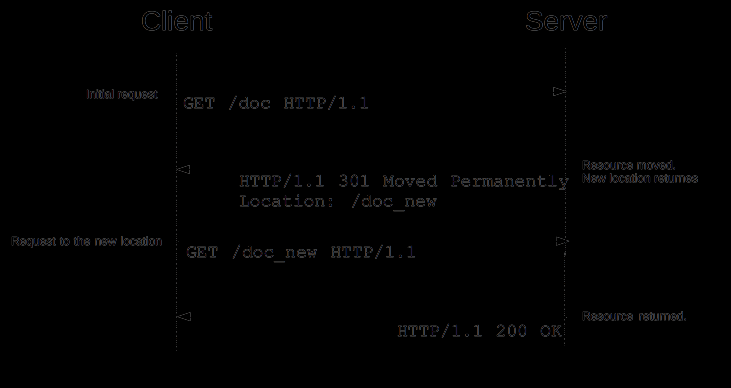 Client
Server
Initial request
GET /doc HTTP/1.1
Resource moved.
New location returnes
HTTP/1.1 301 Moved Permanently
Location: /doc_new
Request to the new location
GET /doc_new HTTP/1.1
Resource returned.
HTTP/1.1 200 OK